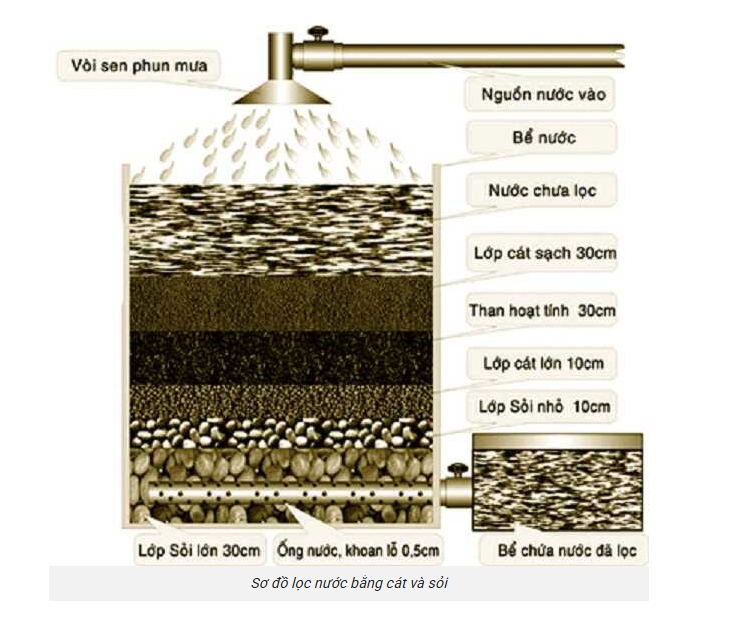 Vòi sen phun mưa
Nguồn nước vào
Bể nước
Nước chưa lọc
Lớp cát sạch 30cm
Than hoạt tính 30cm
Lớp cát lớn 10cm
Lớp Sỏi nhỏ 10cm
Lớp Sỏi lớn 30cm
Ống nước, khoan lỗ 0,5cm
Bể chứa nước đã lọc
Sơ đồ lọc nước bằng cát và sỏi